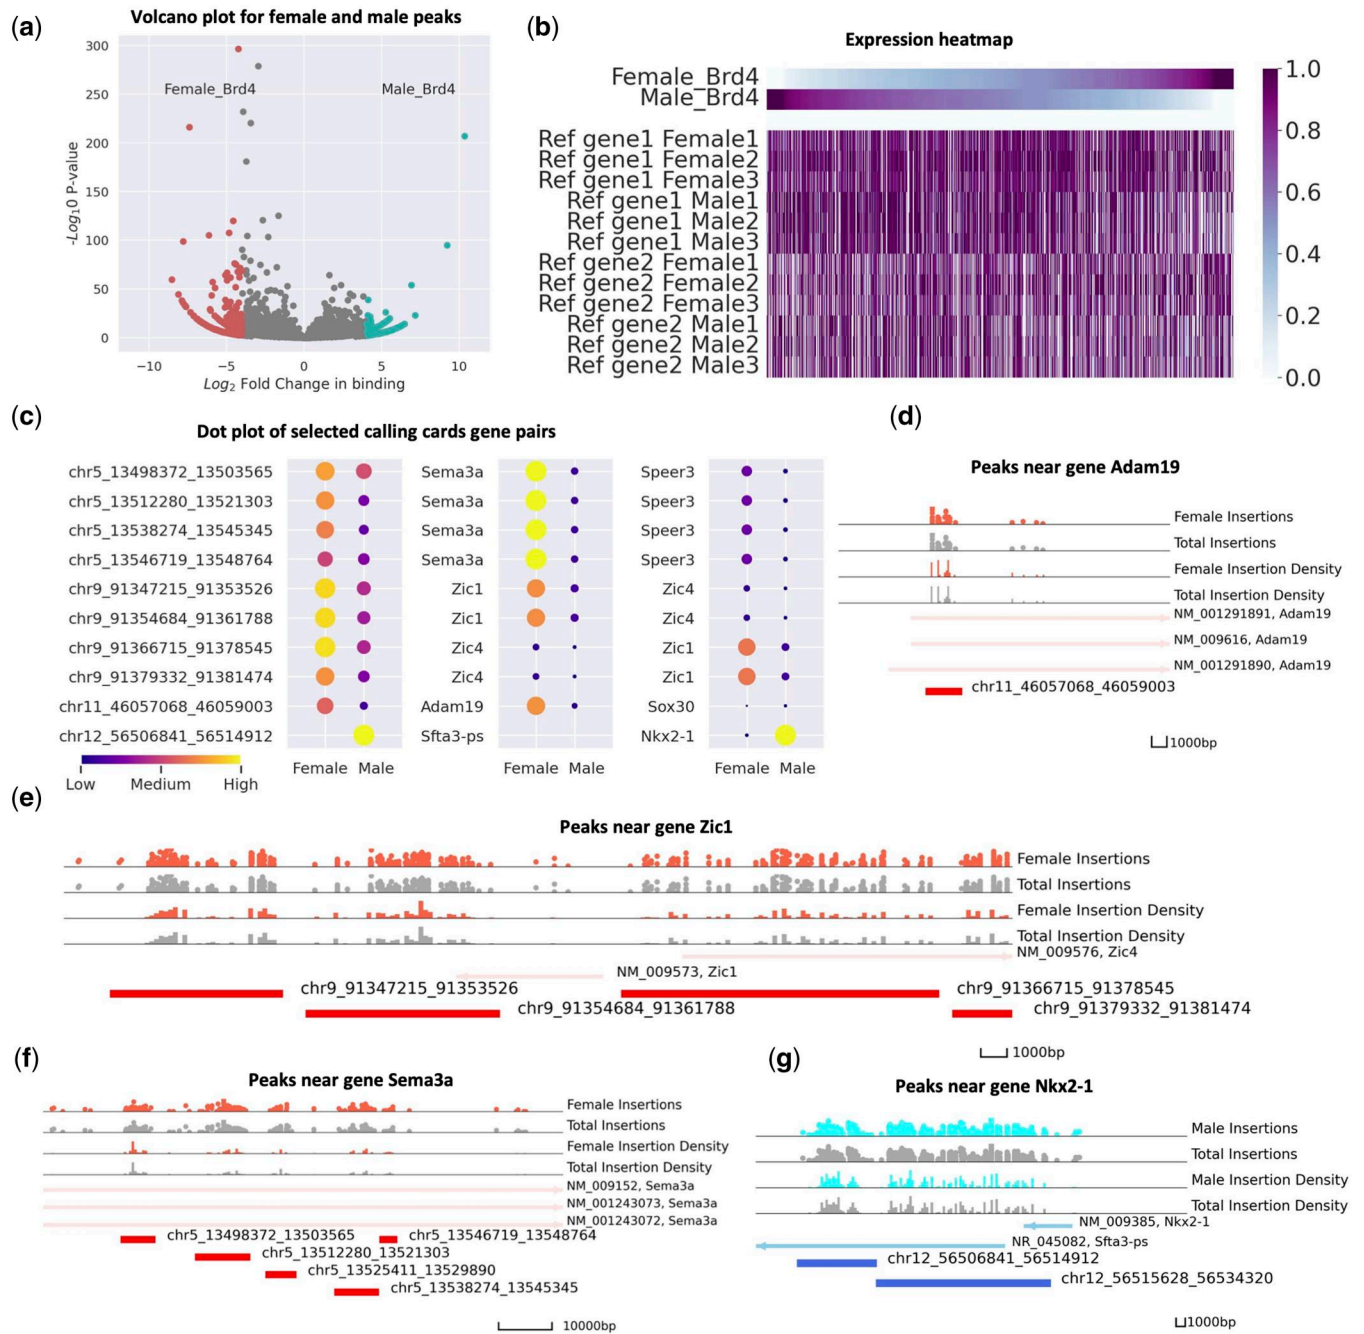 (a)
Volcano plot for female and male peaks
300
250
200
150
100
50
0
-Log10 P-value
Female_Brd4
Male_Brd4
−10
−5
0
5
10
Log2 Fold Change in binding
(b)
Expression heatmap
Female_Brd4
Male_Brd4
Ref gene1 Female1
Ref gene1 Female2
Ref gene1 Female3
Ref gene1 Male1
Ref gene1 Male2
Ref gene1 Male3
Ref gene2 Female1
Ref gene2 Female2
Ref gene2 Female3
Ref gene2 Male1
Ref gene2 Male2
Ref gene2 Male3
1.0
0.8
0.6
0.4
0.2
0.0
(c)
Dot plot of selected calling cards gene pairs
chr5_13498372_13503565 Sema3a Speer3
chr5_13512280_13521303 Sema3a Speer3
chr5_13538274_13545345 Sema3a Speer3
chr5_13546719_13548764 Sema3a Speer3
chr9_91347215_91353526 Zic1 Zic4
chr9_91354684_91361788 Zic1 Zic4
chr9_91366715_91378545 Zic4 Zic1
chr9_91379332_91381474 Zic4 Zic1
chr11_46057068_46059003 Adam19 Sox30
chr12_56506841_56514912 Sfta3-ps Nkx2-1
Female Male Female Male Female Male
Low Medium High
(d)
Peaks near gene Adam19
Female Insertions
Total Insertions
Female Insertion Density
Total Insertion Density
NM_001291891, Adam19
NM_009616, Adam19
NM_001291890, Adam19
chr11_46057068_46059003
1000bp
(e)
Peaks near gene Zic1
Female Insertions
Total Insertions
Female Insertion Density
Total Insertion Density
NM_009576, Zic4
NM_009573, Zic1
chr9_91347215_91353526
chr9_91366715_91378545
chr9_91354684_91361788
chr9_91379332_91381474
1000bp
(f)
Peaks near gene Sema3a
Female Insertions
Total Insertions
Female Insertion Density
Total Insertion Density
NM_009152, Sema3a
NM_001243073, Sema3a
NM_001243072, Sema3a
chr5_13498372_13503565
chr5_13546719_13548764
chr5_13512280_13521303
chr5_13525411_13529890
chr5_13538274_13545345
10000bp
(g)
Peaks near gene Nkx2-1
Male Insertions
Total Insertions
Male Insertion Density
Total Insertion Density
NM_009385, Nkx2-1
NR_045082, Sfta3-ps
chr12_56506841_56514912
chr12_56515628_56534320
1000bp